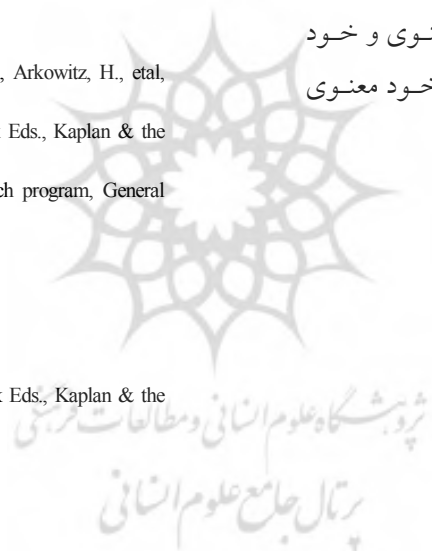 نـوی و خـود
خـود معنـوی
., Arkowitz, H., etal,
Eds., Kaplan & the
ch program, General
Eds., Kaplan & the
پژوهشگاه علوم انسانی و مطالعات فرهنگی
پرتال جامع علوم انسانی